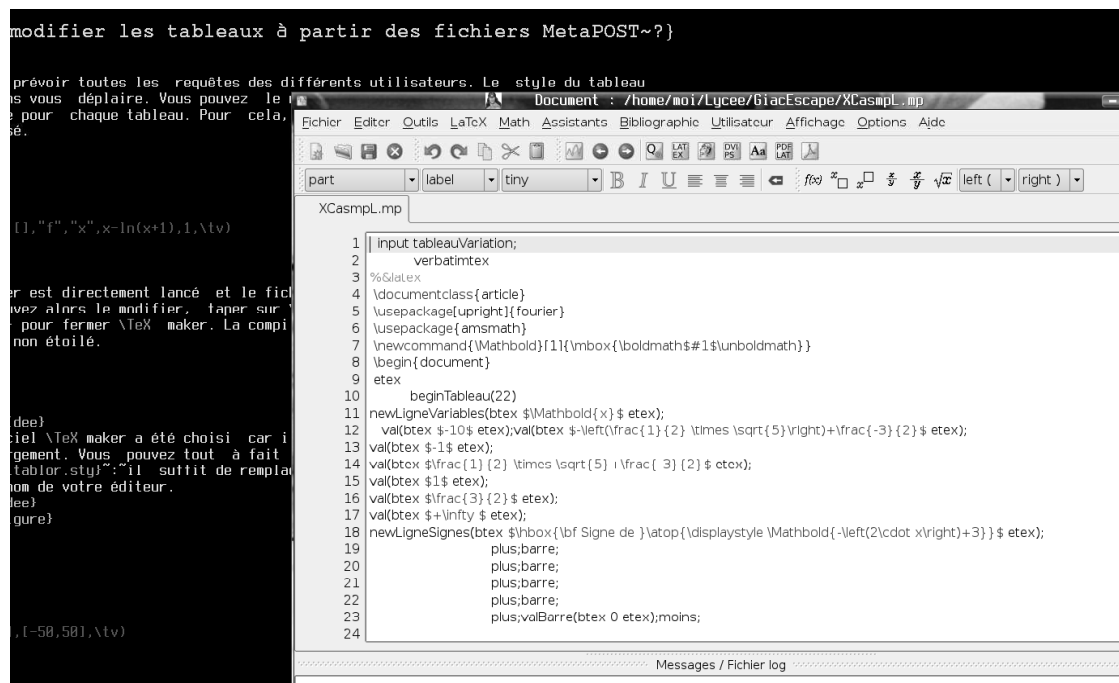 modifier les tableaux à partir des fichiers MetaPOST~?}
prévoir toutes les requêtes des différents utilisateurs. Le style du tableau
ns vous déplaire. Vous pouvez le
e pour chaque tableau. Pour cela,
sé.
[],"f","x",x-ln(x+1),1,\tv)
er est directement lancé et le fic
uvez alors le modifier, taper sur
pour fermer \TeX maker. La compi
non étoilé.
dee}
ciel \TeX maker a été choisi car i
rgement. Vous pouvez tout à fait
tablor.sty}~:~il suffit de rempla
nom de votre éditeur.
dee}
gure}
,[-50,50],\tv)
Document : /home/moi/Lycee/GiacEscape/XCasmpL.mp
Fichier Editer Outils LaTeX Math Assistants Bibliographie Utilisateur Affichage Options Aide
part label tiny B I U f(x) left ( right )
XCasmpL.mp
1 input tableauVariation;
2 verbatimtex
3 %&latex
4 \documentclass{article}
5 \usepackage[upright]{fourier}
6 \usepackage{amsmath}
7 \newcommand{\Mathbold}[1]{\mbox{\boldmath$#1$\unboldmath}}
8 \begin{document}
9 etex
10 beginTableau(22)
11 newLigneVariables(btex $\Mathbold{x}$ etex);
12 val(btex $-10$ etex);val(btex $-\left(\frac{1}{2} \times \sqrt{5}\right)+\frac{-3}{2}$ etex);
13 val(btex $-1$ etex);
14 val(btex $\frac{1}{2} \times \sqrt{5}+\frac{-3}{2}$ etex);
15 val(btex $1$ etex);
16 val(btex $\frac{3}{2}$ etex);
17 val(btex $+\infty $ etex);
18 newLigneSignes(btex $\hbox{\bf Signe de }\atop{\displaystyle \Mathbold{-\left(2\cdot x\right)+3}}$ etex);
19 plus;barre;
20 plus;barre;
21 plus;barre;
22 plus;barre;
23 plus;valBarre(btex 0 etex);moins;
24
Messages / Fichier log